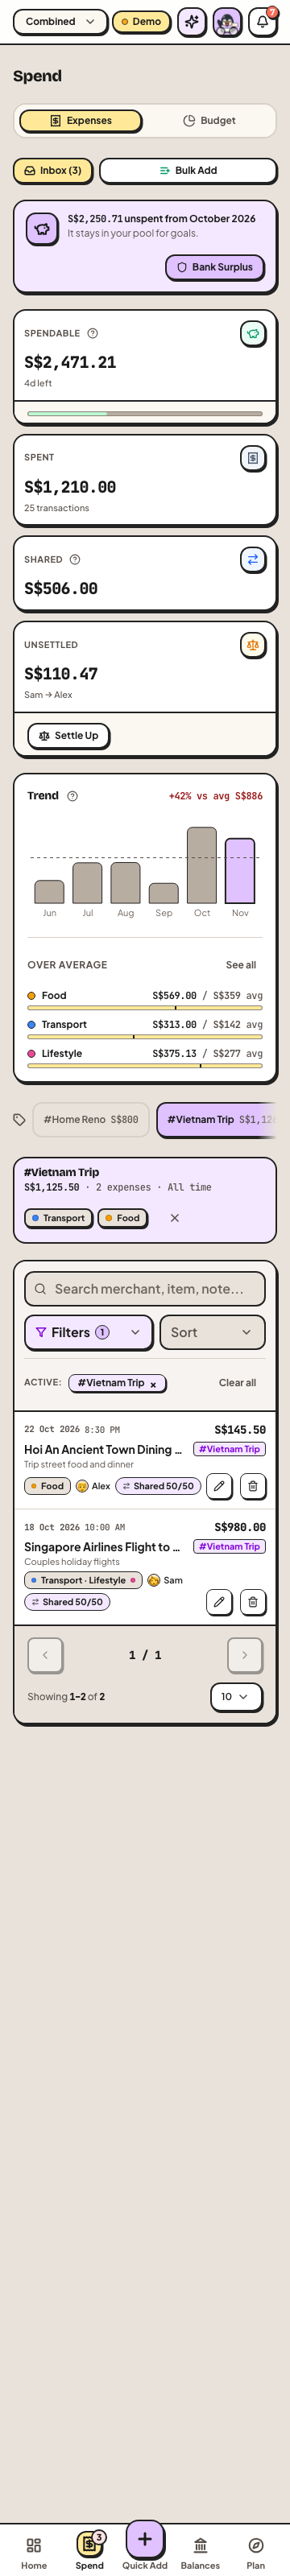 Combined
Demo
7
Spend
Expenses
Budget
Inbox (3)
Bulk Add
S$2,250.71 unspent from October 2026
It stays in your pool for goals.
Bank Surplus
SPENDABLE
S$2,471.21
4d left
SPENT
S$1,210.00
25 transactions
SHARED
S$506.00
UNSETTLED
S$110.47
Sam → Alex
Settle Up
Trend
+42% vs avg S$886
Jun Jul Aug Sep Oct Nov
OVER AVERAGE
See all
Food S$569.00 / S$359 avg
Transport S$313.00 / S$142 avg
Lifestyle S$375.13 / S$277 avg
#Home Reno S$800
#Vietnam Trip
#Vietnam Trip
S$1,125.50 · 2 expenses · All time
Transport
Food
Search merchant, item, note...
Filters 1
Sort
ACTIVE:
#Vietnam Trip ×
Clear all
22 Oct 2026 8:30 PM
S$145.50
Hoi An Ancient Town Dining ...
#Vietnam Trip
Trip street food and dinner
Food
Alex
Shared 50/50
18 Oct 2026 10:00 AM
S$980.00
Singapore Airlines Flight to ...
#Vietnam Trip
Couples holiday flights
Transport · Lifestyle
Sam
Shared 50/50
1 / 1
Showing 1–2 of 2
10
3
Home
Spend
Quick Add
Balances
Plan